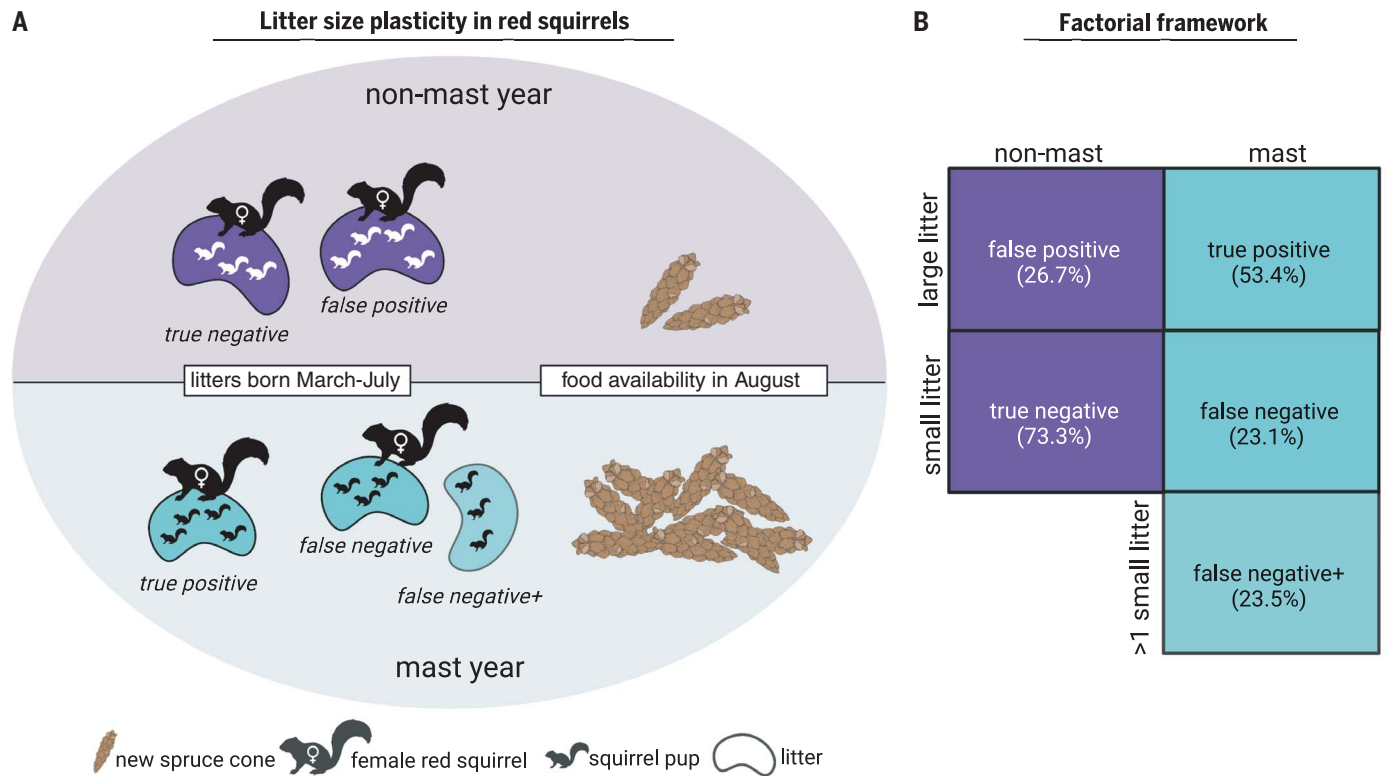 A
Litter size plasticity in red squirrels
non-mast year
♀
♀
true negative
false positive
litters born March-July
food availability in August
♀
♀
true positive
false negative
false negative+
mast year
new spruce cone
♀
female red squirrel
squirrel pup
litter
B
Factorial framework
non-mast
mast
large litter
false positive
(26.7%)
true positive
(53.4%)
small litter
true negative
(73.3%)
false negative
(23.1%)
>1 small litter
false negative+
(23.5%)